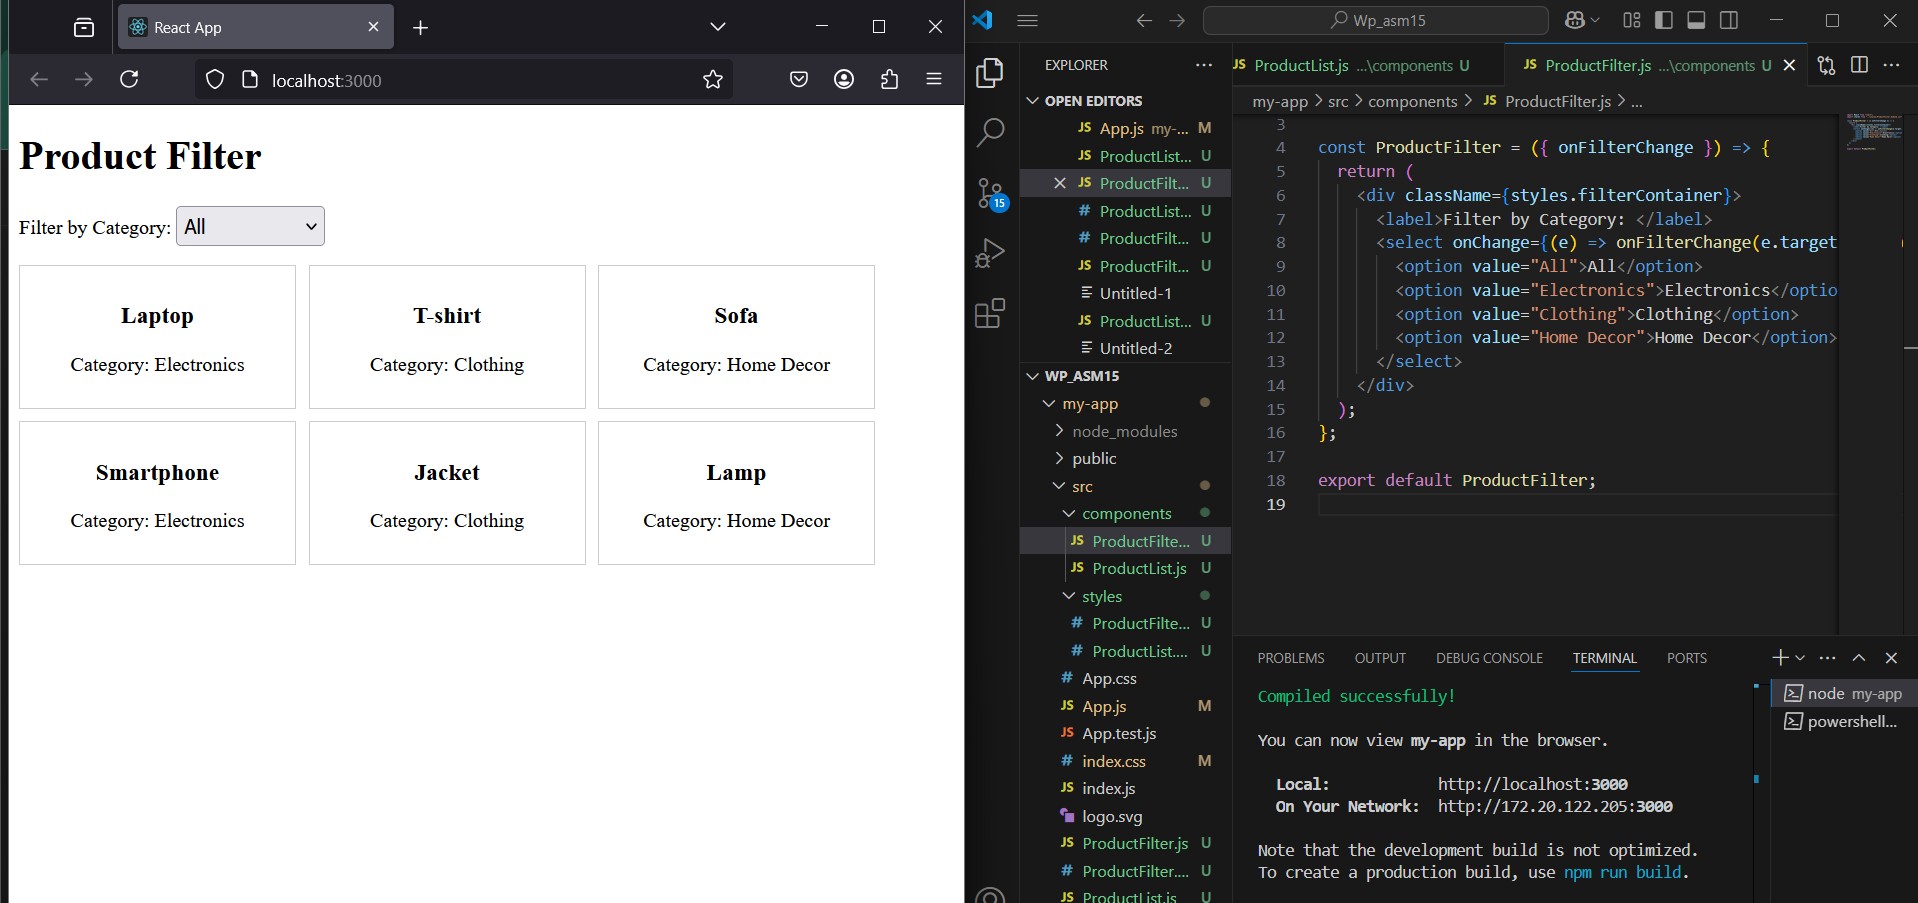 React App
localhost:3000
Product Filter
Filter by Category: All
Laptop
Category: Electronics
T-shirt
Category: Clothing
Sofa
Category: Home Decor
Smartphone
Category: Electronics
Jacket
Category: Clothing
Lamp
Category: Home Decor
Wp_asm15
15
EXPLORER
OPEN EDITORS
JS App.js my-... M
JS ProductList... U
JS ProductFilt... U
# ProductList... U
# ProductFilt... U
JS ProductFilt... U
Untitled-1
JS ProductList... U
Untitled-2
WP_ASM15
my-app
node_modules
public
src
components
JS ProductFilte... U
JS ProductList.js U
styles
# ProductFilte... U
# ProductList.... U
# App.css
JS App.js M
JS App.test.js
# index.css M
JS index.js
logo.svg
JS ProductFilter.js U
# ProductFilter.... U
JS ProductList.js U
JS ProductList.js ...\components U
JS ProductFilter.js ...\components U
my-app > src > components > JS ProductFilter.js > ...
3
4 const ProductFilter = ({ onFilterChange }) => {
5 return (
6 <div className={styles.filterContainer}>
7 <label>Filter by Category: </label>
8 <select onChange={(e) => onFilterChange(e.target
9 <option value="All">All</option>
10 <option value="Electronics">Electronics</optio
11 <option value="Clothing">Clothing</option>
12 <option value="Home Decor">Home Decor</option>
13 </select>
14 </div>
15 );
16 };
17
18 export default ProductFilter;
19
PROBLEMS OUTPUT DEBUG CONSOLE TERMINAL PORTS
Compiled successfully!
You can now view my-app in the browser.
Local: http://localhost:3000
On Your Network: http://172.20.122.205:3000
Note that the development build is not optimized.
To create a production build, use npm run build.
node my-app
powershell...